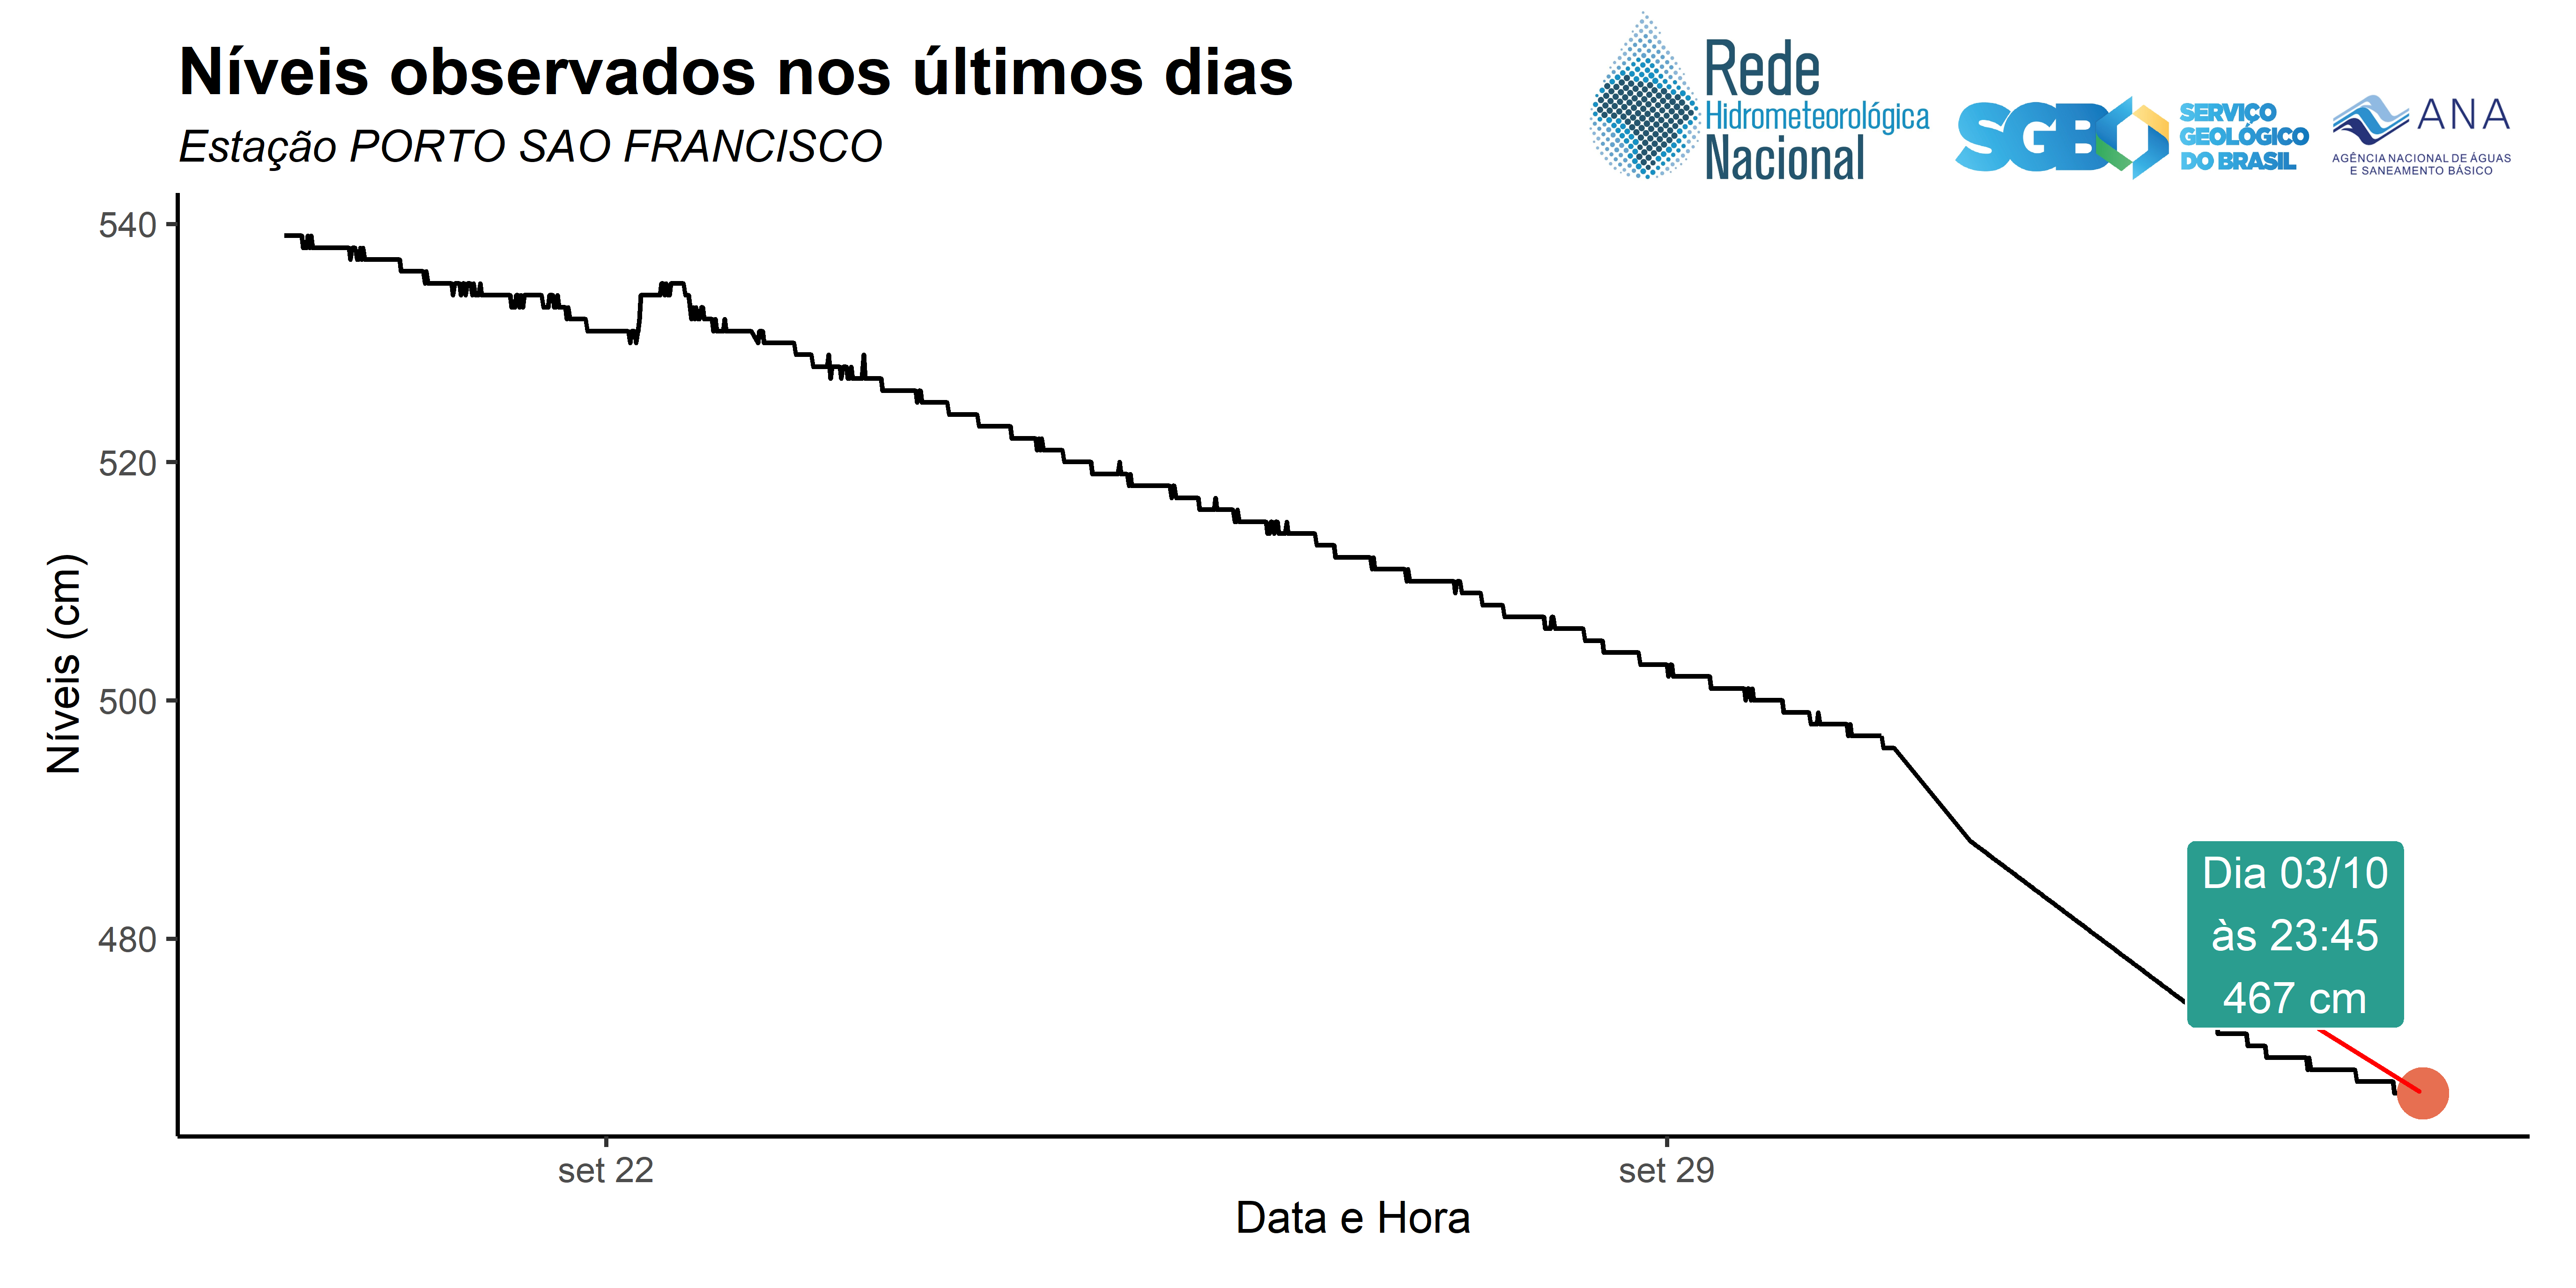 Níveis observados nos últimos dias
Estação PORTO SAO FRANCISCO
Rede
Hidrometeorológica
Nacional
SGB
SERVIÇO
GEOLÓGICO
DO BRASIL
ANA
AGÊNCIA NACIONAL DE ÁGUAS
E SANEAMENTO BÁSICO
Níveis (cm)
540
520
500
480
Dia 03/10
às 23:45
467 cm
set 22
set 29
Data e Hora